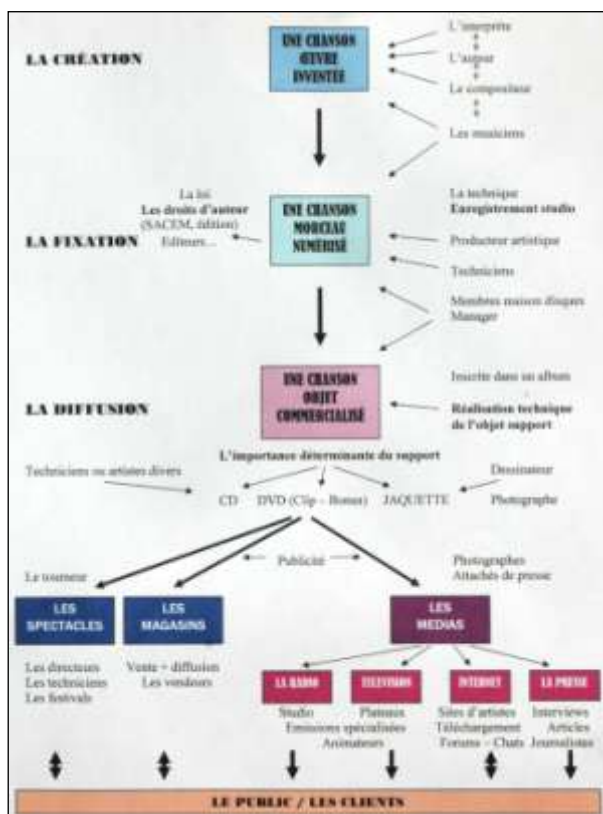 UNE CHANSON
ŒUVRE
INVENTÉE
LA CRÉATION
L'interprète
L'auteur
Le compositeur
Les musiciens
La loi
Les droits d'auteur
(SACEM, édition)
Editeurs…
LA FIXATION
UNE CHANSON
MORCEAU
NUMÉRISÉ
La technique
Enregistrement studio
Producteur artistique
Techniciens
Membres maison disques
Manager
UNE CHANSON
OBJET
COMMERCIALISÉ
LA DIFFUSION
Inscrite dans un album
Réalisation technique
de l'objet support
L'importance déterminante du support
Techniciens ou artistes divers
CD DVD (Clip – Bonus) JAQUETTE
Dessinateur
Photographe
Publicité
Le tourneur
Photographes
Attachés de presse
LES
SPECTACLES
LES
MAGASINS
LES
MEDIAS
Les directeurs
Les techniciens
Les festivals
Vente + diffusion
Les vendeurs
LA RADIO
TELEVISION
INTERNET
LA PRESSE
Studio
Plateaux
Emissions spécialisées
Animateurs
Sites d'artistes
Téléchargement
Forums – Chats
Interviews
Articles
Journalistes
LE PUBLIC / LES CLIENTS